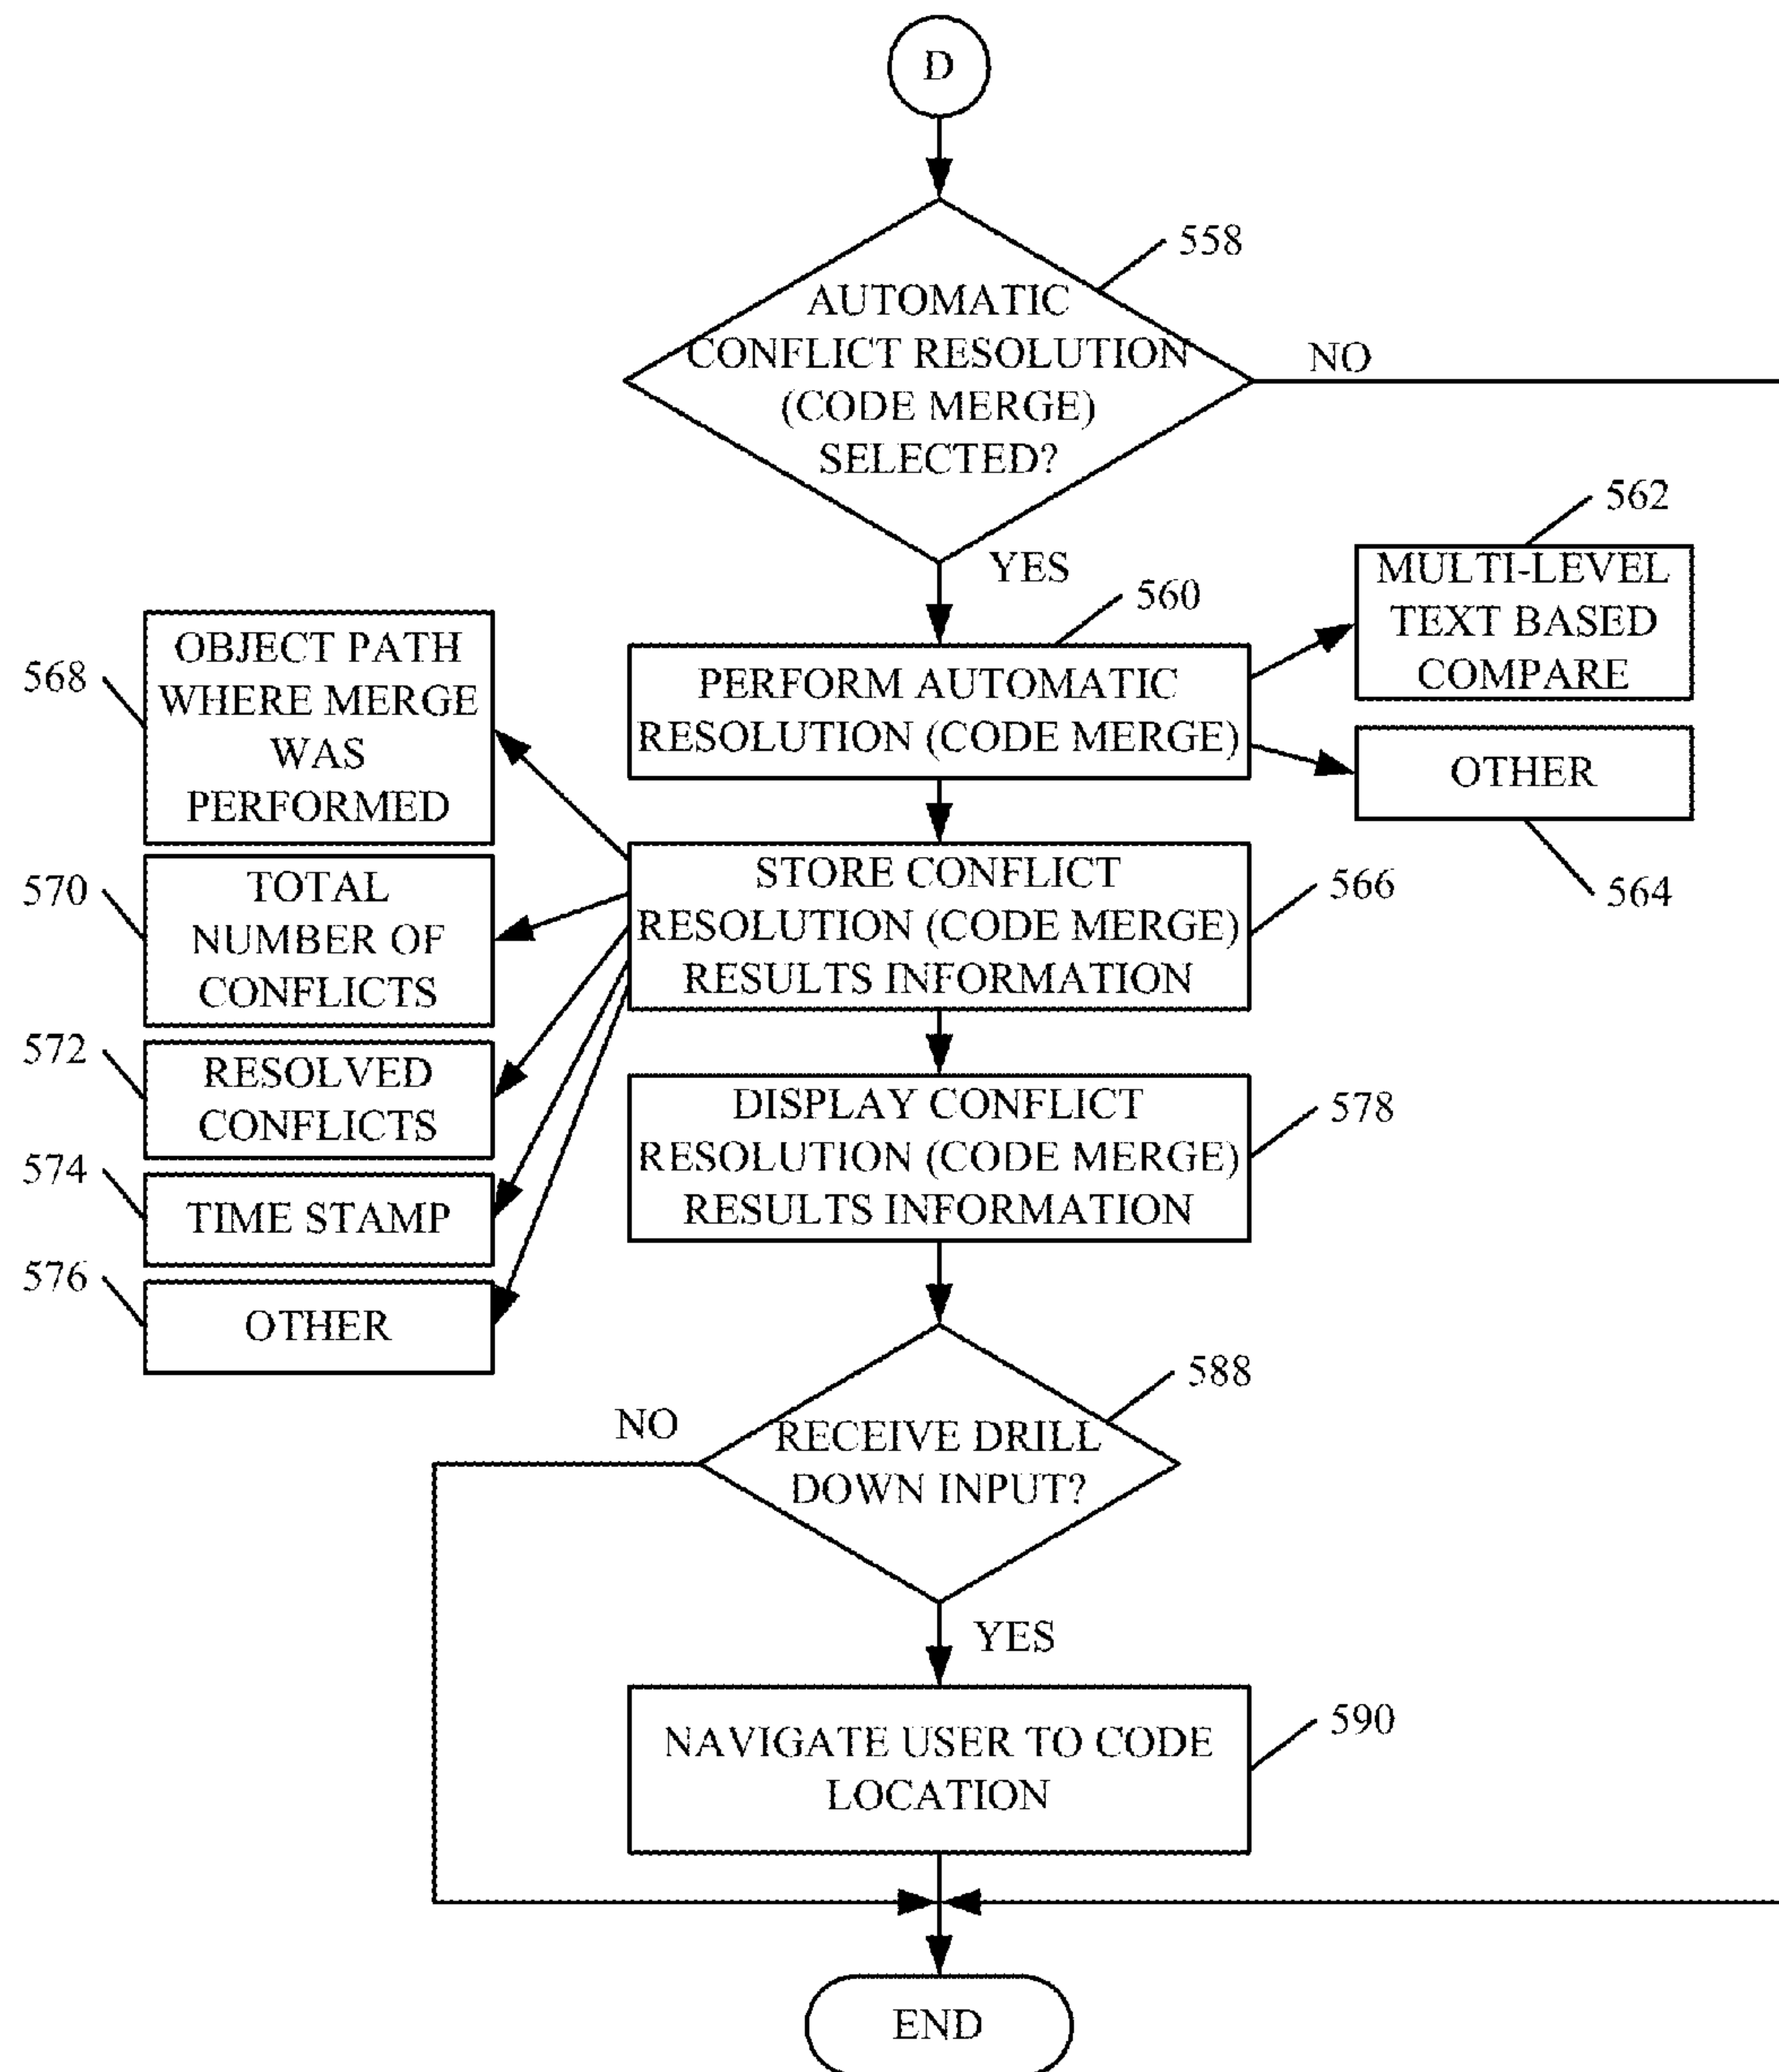 D
558
AUTOMATIC
CONFLICT RESOLUTION
(CODE MERGE)
SELECTED?
NO
YES
562
MULTI-LEVEL
TEXT BASED
COMPARE
560
PERFORM AUTOMATIC
RESOLUTION (CODE MERGE)
OTHER
564
568
OBJECT PATH
WHERE MERGE
WAS
PERFORMED
STORE CONFLICT
RESOLUTION (CODE MERGE)
RESULTS INFORMATION
566
570
TOTAL
NUMBER OF
CONFLICTS
572
RESOLVED
CONFLICTS
574
TIME STAMP
576
OTHER
DISPLAY CONFLICT
RESOLUTION (CODE MERGE)
RESULTS INFORMATION
578
588
RECEIVE DRILL
DOWN INPUT?
NO
YES
NAVIGATE USER TO CODE
LOCATION
590
END